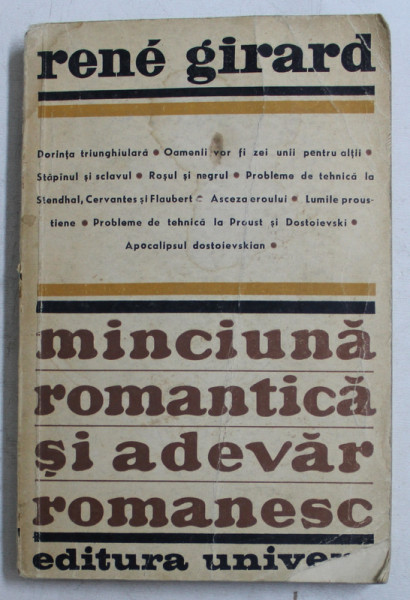 rené girard
Dorința triunghiulară • Oamenii vor fi zei unii pentru alții •
Stăpînul și sclavul • Roșul și negrul • Probleme de tehnică la
Stendhal, Cervantes și Flaubert • Asceza eroului • Lumile prous-
tiene • Probleme de tehnică la Proust și Dostoievski •
Apocalipsul dostoievskian •
minciună
romantică
și adevăr
romanesc
editura univer